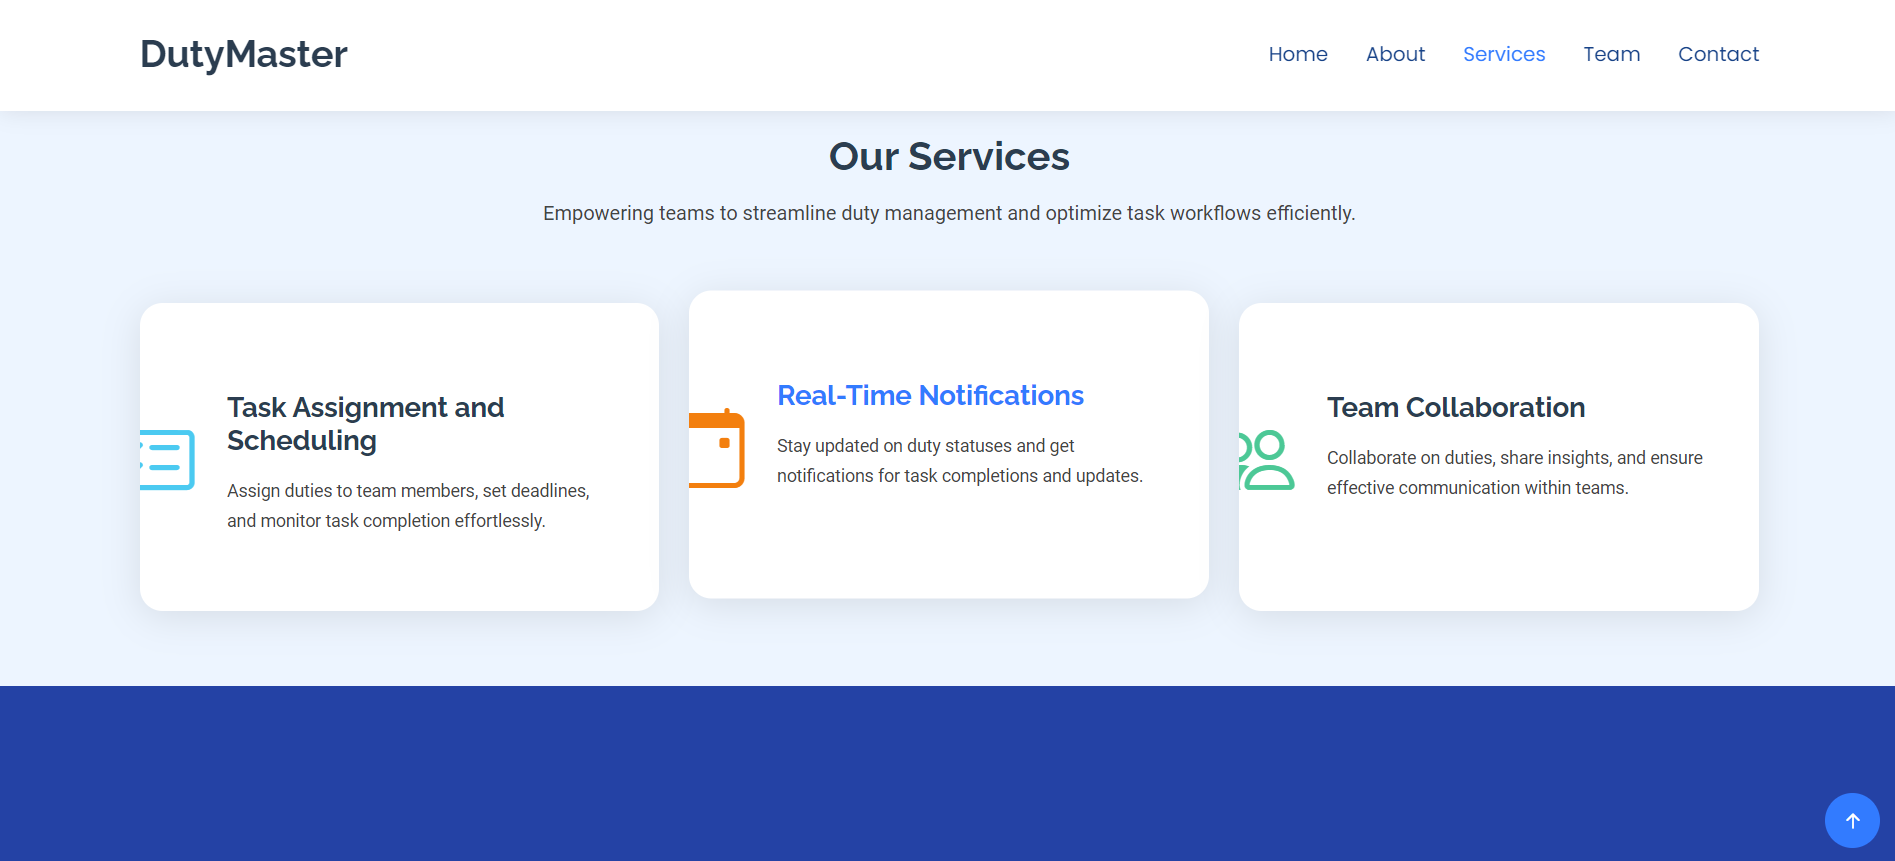 DutyMaster
Home
About
Services
Team
Contact
Our Services
Empowering teams to streamline duty management and optimize task workflows efficiently.
Task Assignment and
Scheduling
Assign duties to team members, set deadlines,
and monitor task completion effortlessly.
Real-Time Notifications
Stay updated on duty statuses and get
notifications for task completions and updates.
Team Collaboration
Collaborate on duties, share insights, and ensure
effective communication within teams.